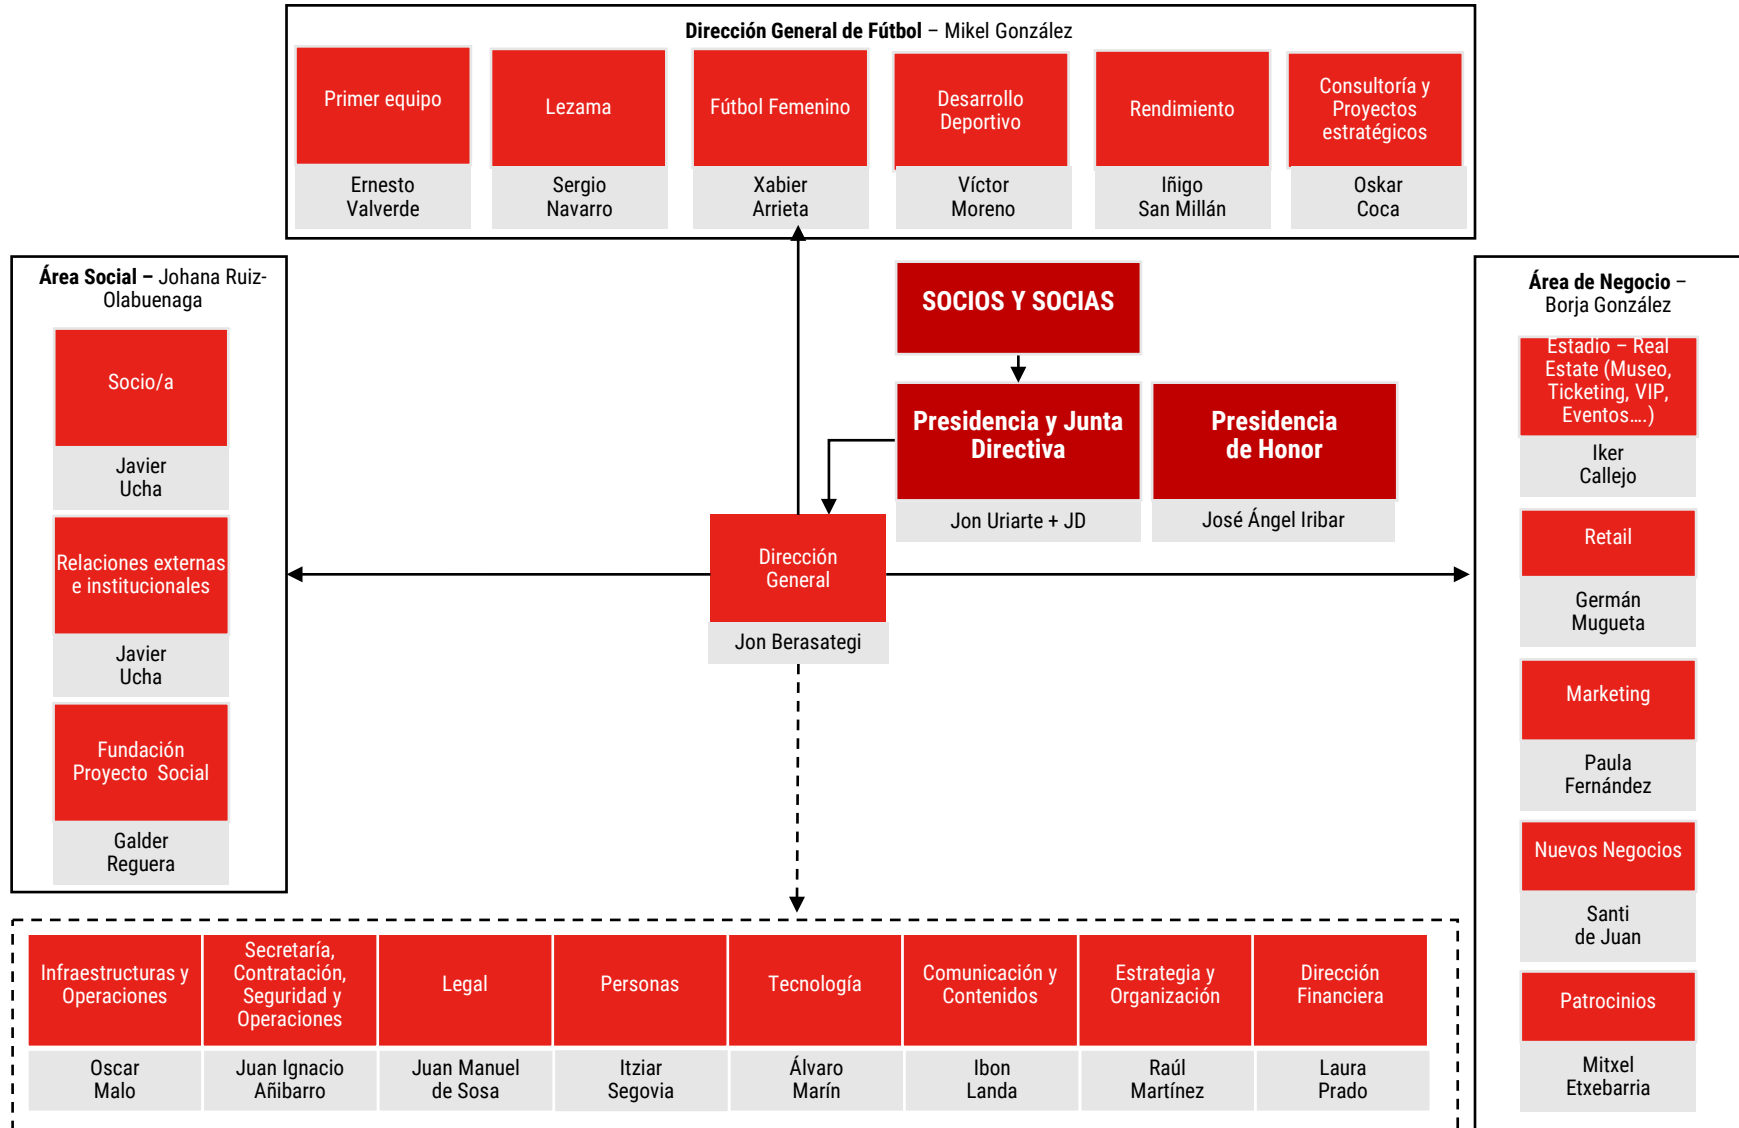 Dirección General de Fútbol – Mikel González
Primer equipo
Ernesto
Valverde
Lezama
Sergio
Navarro
Fútbol Femenino
Xabier
Arrieta
Desarrollo
Deportivo
Víctor
Moreno
Rendimiento
Iñigo
San Millán
Consultoría y
Proyectos
estratégicos
Oskar
Coca
Área Social – Johana Ruiz-
Olabuenaga
Socio/a
Javier
Ucha
Relaciones externas
e institucionales
Javier
Ucha
Fundación
Proyecto Social
Galder
Reguera
SOCIOS Y SOCIAS
Presidencia y Junta
Directiva
Jon Uriarte + JD
Presidencia
de Honor
José Ángel Iribar
Dirección
General
Jon Berasategi
Área de Negocio –
Borja González
Estadio – Real
Estate (Museo,
Ticketing, VIP,
Eventos….)
Iker
Callejo
Retail
Germán
Mugueta
Marketing
Paula
Fernández
Nuevos Negocios
Santi
de Juan
Patrocinios
Mitxel
Etxebarria
Infraestructuras y
Operaciones
Oscar
Malo
Secretaría,
Contratación,
Seguridad y
Operaciones
Juan Ignacio
Añibarro
Legal
Juan Manuel
de Sosa
Personas
Itziar
Segovia
Tecnología
Álvaro
Marín
Comunicación y
Contenidos
Ibon
Landa
Estrategia y
Organización
Raúl
Martínez
Dirección
Financiera
Laura
Prado